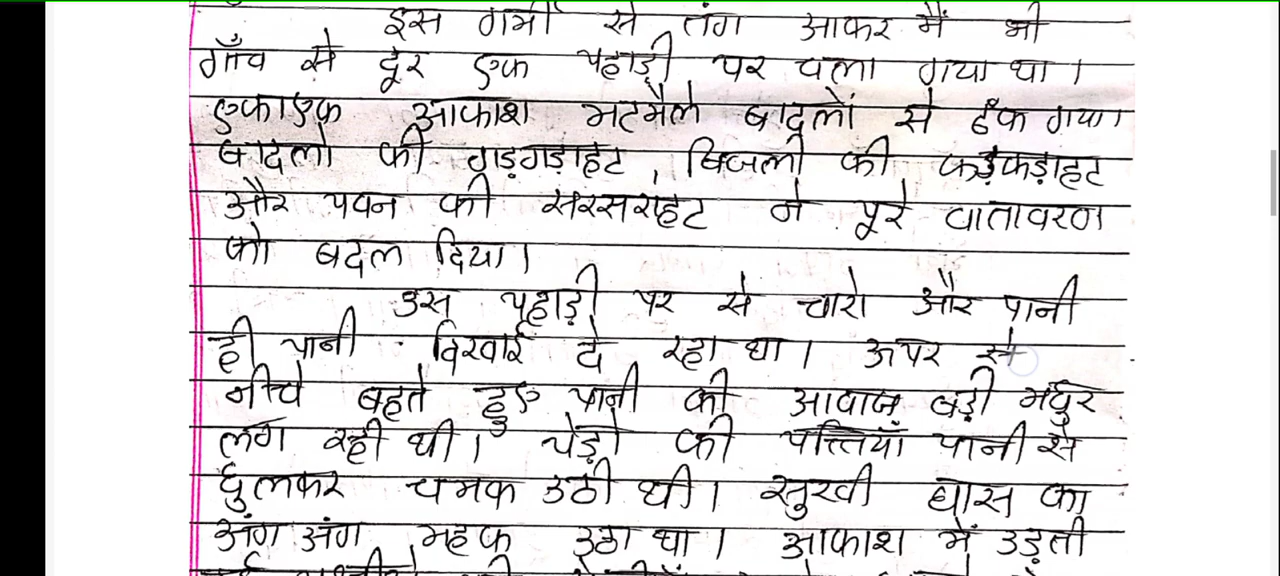 इस गर्मी से तंग आकर मैं भी
गाँव से दूर एक पहाड़ी पर चला गया था।
एकाएक आकाश मटमैले बादलों से ढंक गया।
बादलो की गड़गड़ाहट, बिजली की कड़कड़ाहट
और पवन की सरसराहट ने पूरे वातावरण
को बदल दिया।
उस पहाड़ी पर से चारो और पानी
ही पानी दिखाई दे रहा था। ऊपर से
नीचे बहते हुए पानी की आवाज बड़ी मधुर
लग रही थी। पेड़ो की पत्तियाँ पानी से
धुलकर चमक उठी थी। सुखी घास का
अंग अंग महक उठा था। आकाश में उड़ती